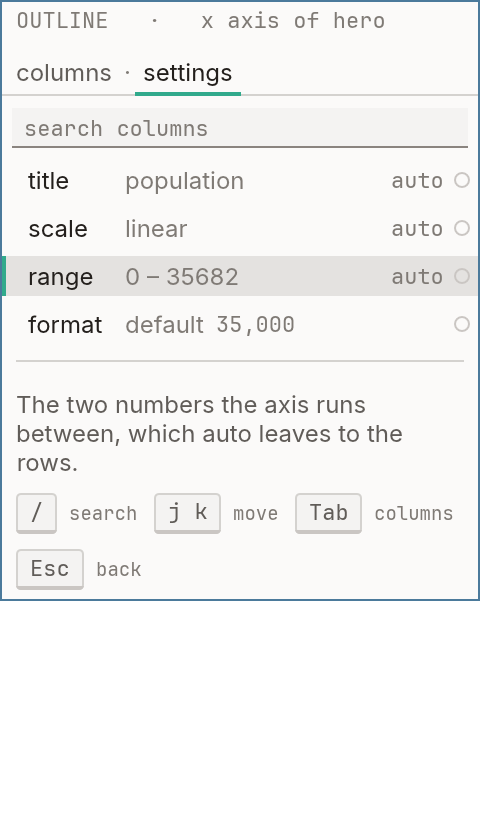 OUTLINE · x axis of hero
columns · settings
search columns
title population auto
scale linear auto
range 0 – 35682 auto
format default 35,000
The two numbers the axis runs
between, which auto leaves to the
rows.
/ search j k move Tab columns
Esc back